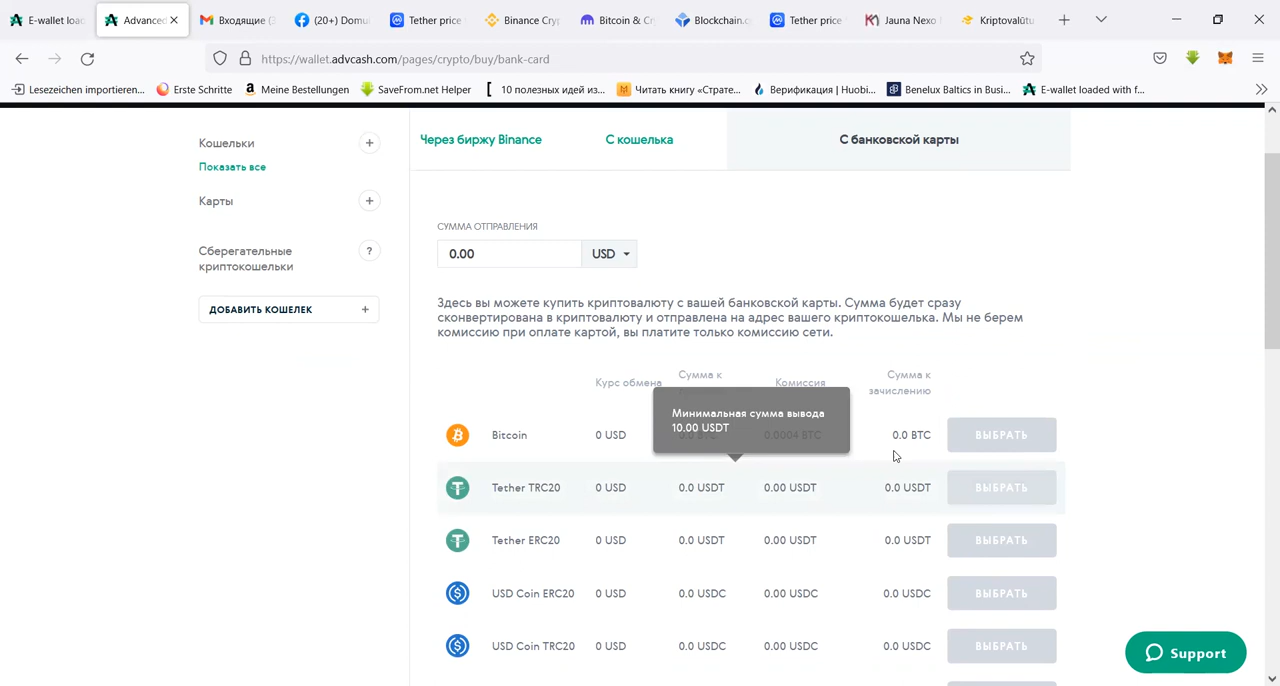 E-wallet load
Advanced
Входящие (3
(20+) Domu
Tether price
Binance Cryp
Bitcoin & Cr
Blockchain.c
Tether price
Jauna Nexo
Kriptovalūtu
https://wallet.advcash.com/pages/crypto/buy/bank-card
Lesezeichen importieren...
Erste Schritte
Meine Bestellungen
SaveFrom.net Helper
10 полезных идей из...
Читать книгу «Страте...
Верификация | Huobi...
Benelux Baltics in Busi...
E-wallet loaded with f...
Кошельки
Показать все
Карты
Сберегательные
криптокошельки
?
ДОБАВИТЬ КОШЕЛЕК +
Через биржу Binance
С кошелька
С банковской карты
СУММА ОТПРАВЛЕНИЯ
0.00 USD
Здесь вы можете купить криптовалюту с вашей банковской карты. Сумма будет сразу
сконвертирована в криптовалюту и отправлена на адрес вашего криптокошелька. Мы не берем
комиссию при оплате картой, вы платите только комиссию сети.
Курс обмена
Сумма к
Комиссия
Сумма к
зачислению
Минимальная сумма вывода
10.00 USDT
Bitcoin 0 USD 0.0 BTC 0.0004 BTC 0.0 BTC ВЫБРАТЬ
Tether TRC20 0 USD 0.0 USDT 0.00 USDT 0.0 USDT ВЫБРАТЬ
Tether ERC20 0 USD 0.0 USDT 0.00 USDT 0.0 USDT ВЫБРАТЬ
USD Coin ERC20 0 USD 0.0 USDC 0.00 USDC 0.0 USDC ВЫБРАТЬ
USD Coin TRC20 0 USD 0.0 USDC 0.00 USDC 0.0 USDC ВЫБРАТЬ
Support